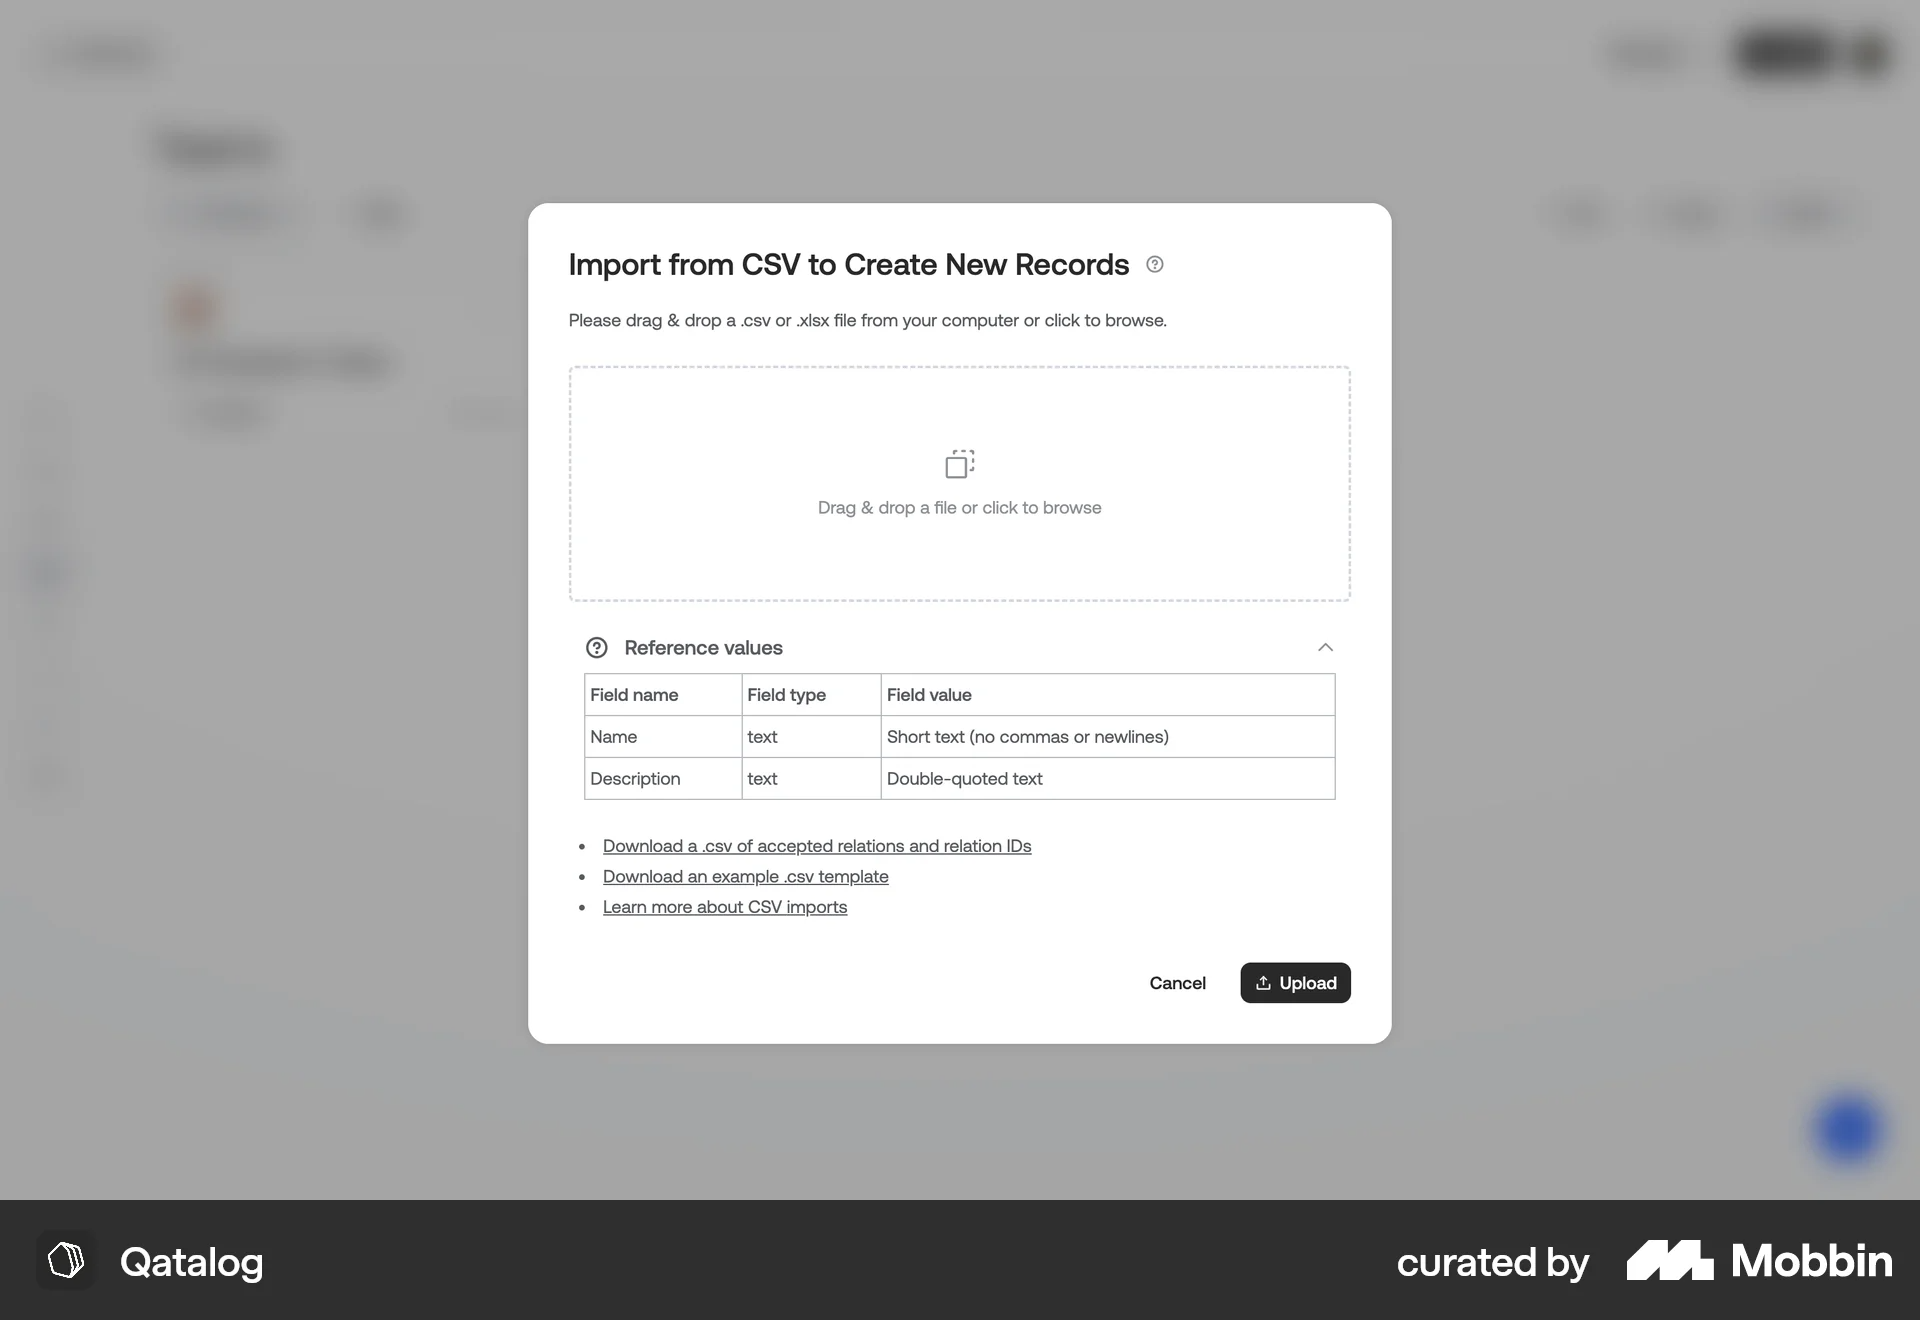 Import from CSV to Create New Records
Please drag & drop a .csv or .xlsx file from your computer or click to browse.
Drag & drop a file or click to browse
Reference values
Field name Field type Field value
Name text Short text (no commas or newlines)
Description text Double-quoted text
Download a .csv of accepted relations and relation IDs
Download an example .csv template
Learn more about CSV imports
Cancel Upload
Qatalog curated by Mobbin